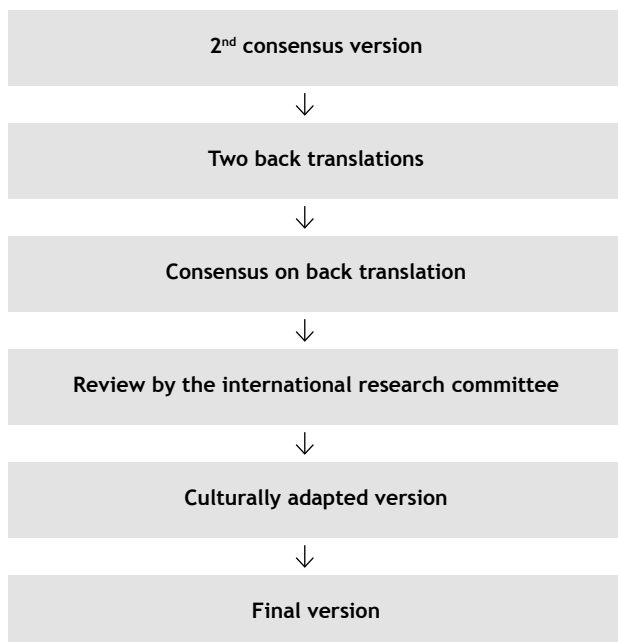 2nd consensus version
Two back translations
Consensus on back translation
Review by the international research committee
Culturally adapted version
Final version